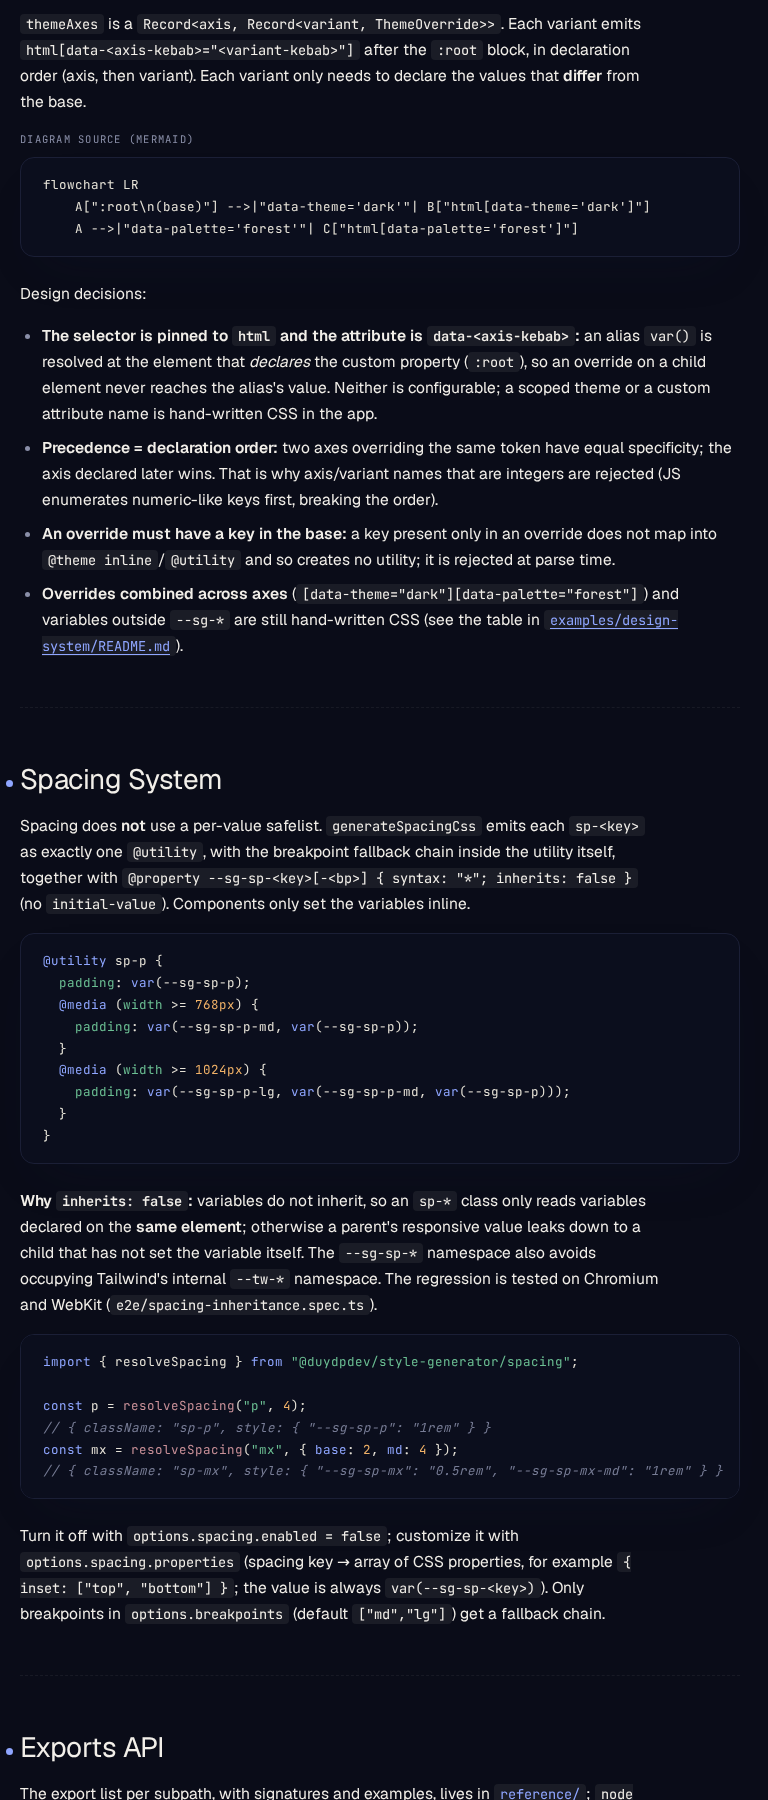 themeAxes is a Record<axis, Record<variant, ThemeOverride>>. Each variant emits
html[data-<axis-kebab>="<variant-kebab>"] after the :root block, in declaration
order (axis, then variant). Each variant only needs to declare the values that differ from
the base.
DIAGRAM SOURCE (MERMAID)
flowchart LR
    A[":root\n(base)"] -->|"data-theme='dark'"| B["html[data-theme='dark']"]
    A -->|"data-palette='forest'"| C["html[data-palette='forest']"]
Design decisions:
• The selector is pinned to html and the attribute is data-<axis-kebab>: an alias var() is
resolved at the element that declares the custom property (:root), so an override on a child
element never reaches the alias's value. Neither is configurable; a scoped theme or a custom
attribute name is hand-written CSS in the app.
• Precedence = declaration order: two axes overriding the same token have equal specificity; the
axis declared later wins. That is why axis/variant names that are integers are rejected (JS
enumerates numeric-like keys first, breaking the order).
• An override must have a key in the base: a key present only in an override does not map into
@theme inline/@utility and so creates no utility; it is rejected at parse time.
• Overrides combined across axes ([data-theme="dark"][data-palette="forest"]) and
variables outside --sg-* are still hand-written CSS (see the table in examples/design-
system/README.md).
Spacing System
Spacing does not use a per-value safelist. generateSpacingCss emits each sp-<key>
as exactly one @utility, with the breakpoint fallback chain inside the utility itself,
together with @property --sg-sp-<key>[-<bp>] { syntax: "*"; inherits: false }
(no initial-value). Components only set the variables inline.
@utility sp-p {
  padding: var(--sg-sp-p);
  @media (width >= 768px) {
    padding: var(--sg-sp-p-md, var(--sg-sp-p));
  }
  @media (width >= 1024px) {
    padding: var(--sg-sp-p-lg, var(--sg-sp-p-md, var(--sg-sp-p)));
  }
}
Why inherits: false: variables do not inherit, so an sp-* class only reads variables
declared on the same element; otherwise a parent's responsive value leaks down to a
child that has not set the variable itself. The --sg-sp-* namespace also avoids
occupying Tailwind's internal --tw-* namespace. The regression is tested on Chromium
and WebKit (e2e/spacing-inheritance.spec.ts).
import { resolveSpacing } from "@duydpdev/style-generator/spacing";
const p = resolveSpacing("p", 4);
// { className: "sp-p", style: { "--sg-sp-p": "1rem" } }
const mx = resolveSpacing("mx", { base: 2, md: 4 });
// { className: "sp-mx", style: { "--sg-sp-mx": "0.5rem", "--sg-sp-mx-md": "1rem" } }
Turn it off with options.spacing.enabled = false; customize it with
options.spacing.properties (spacing key → array of CSS properties, for example {
inset: ["top", "bottom"] }; the value is always var(--sg-sp-<key>)). Only
breakpoints in options.breakpoints (default ["md","lg"]) get a fallback chain.
Exports API
The export list per subpath, with signatures and examples, lives in reference/; node